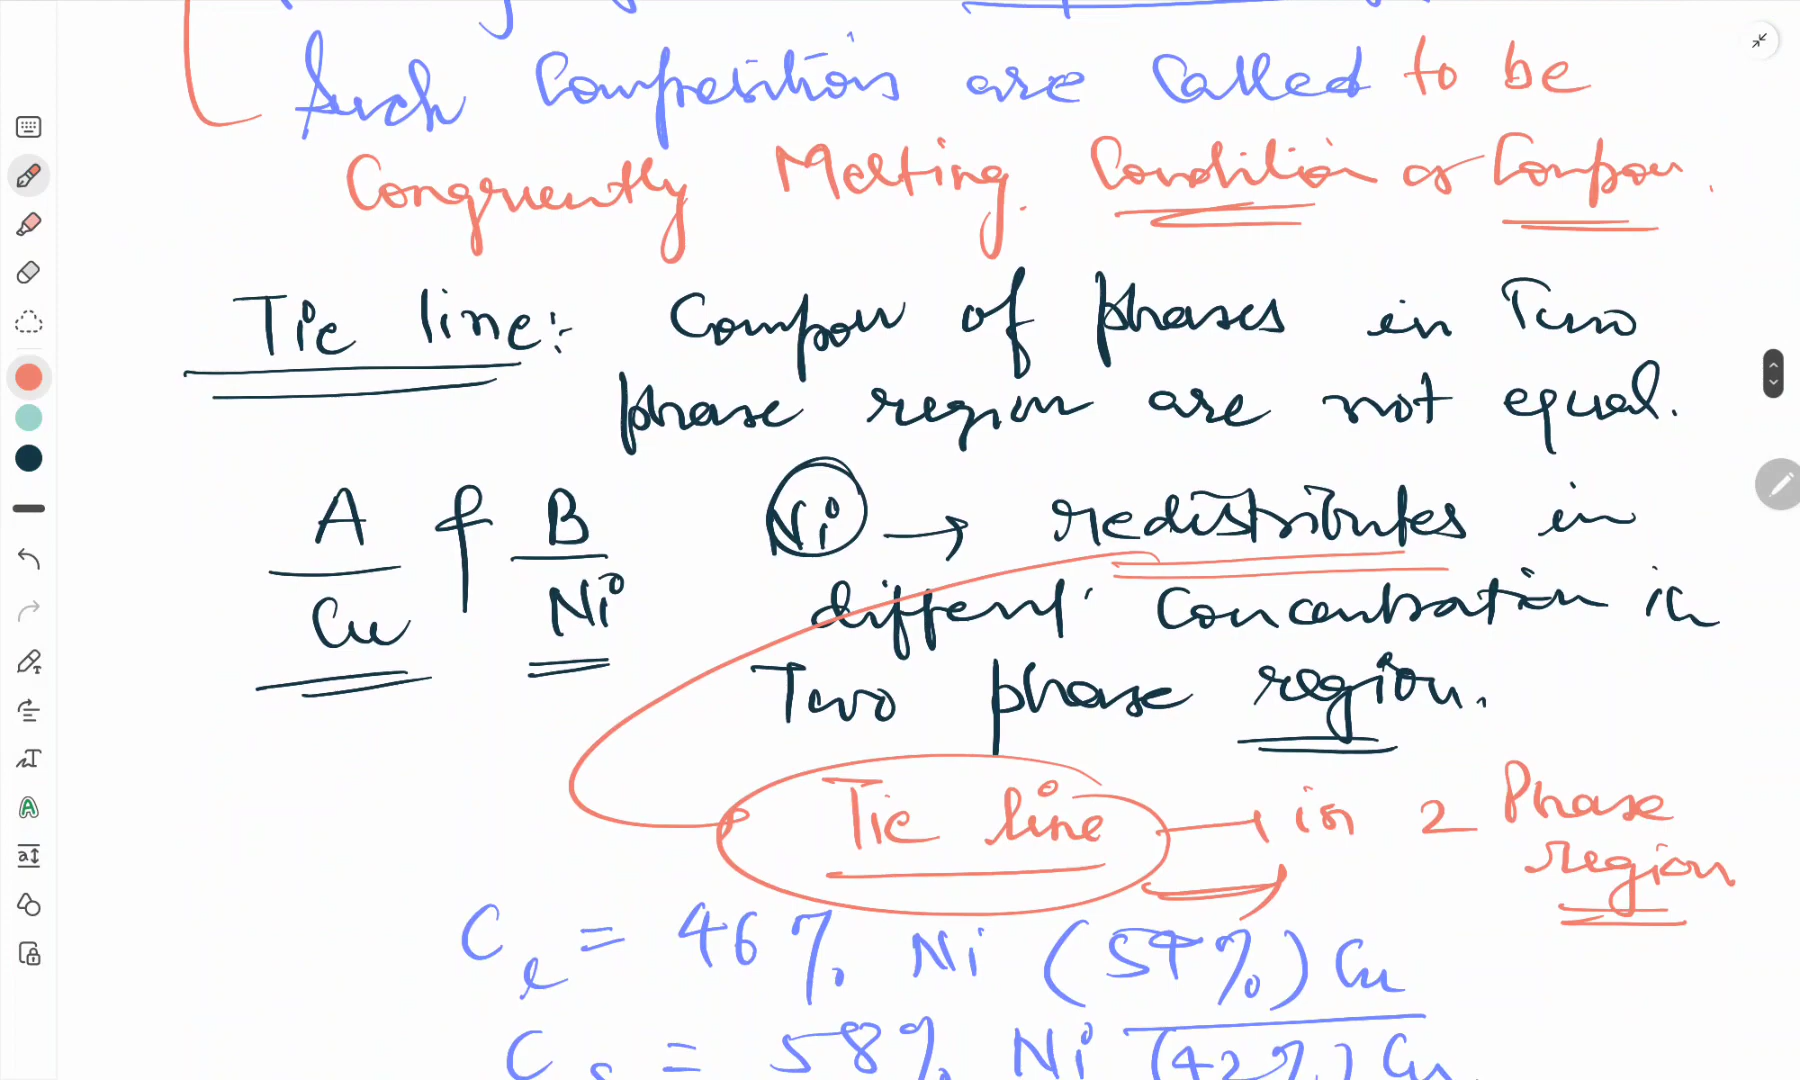 Such Compositions are Called to be
Congruently Melting. Condition or Compon.
Tie line:- Compon of phases in Two
phase region are not equal.
A & B
Cu Ni
Ni → redistributes in
different Concentration in
Two phase region.
Tie line → in 2 Phase
region
C l = 46% Ni (54%) Cu
C s = 58% Ni (42%) Cu